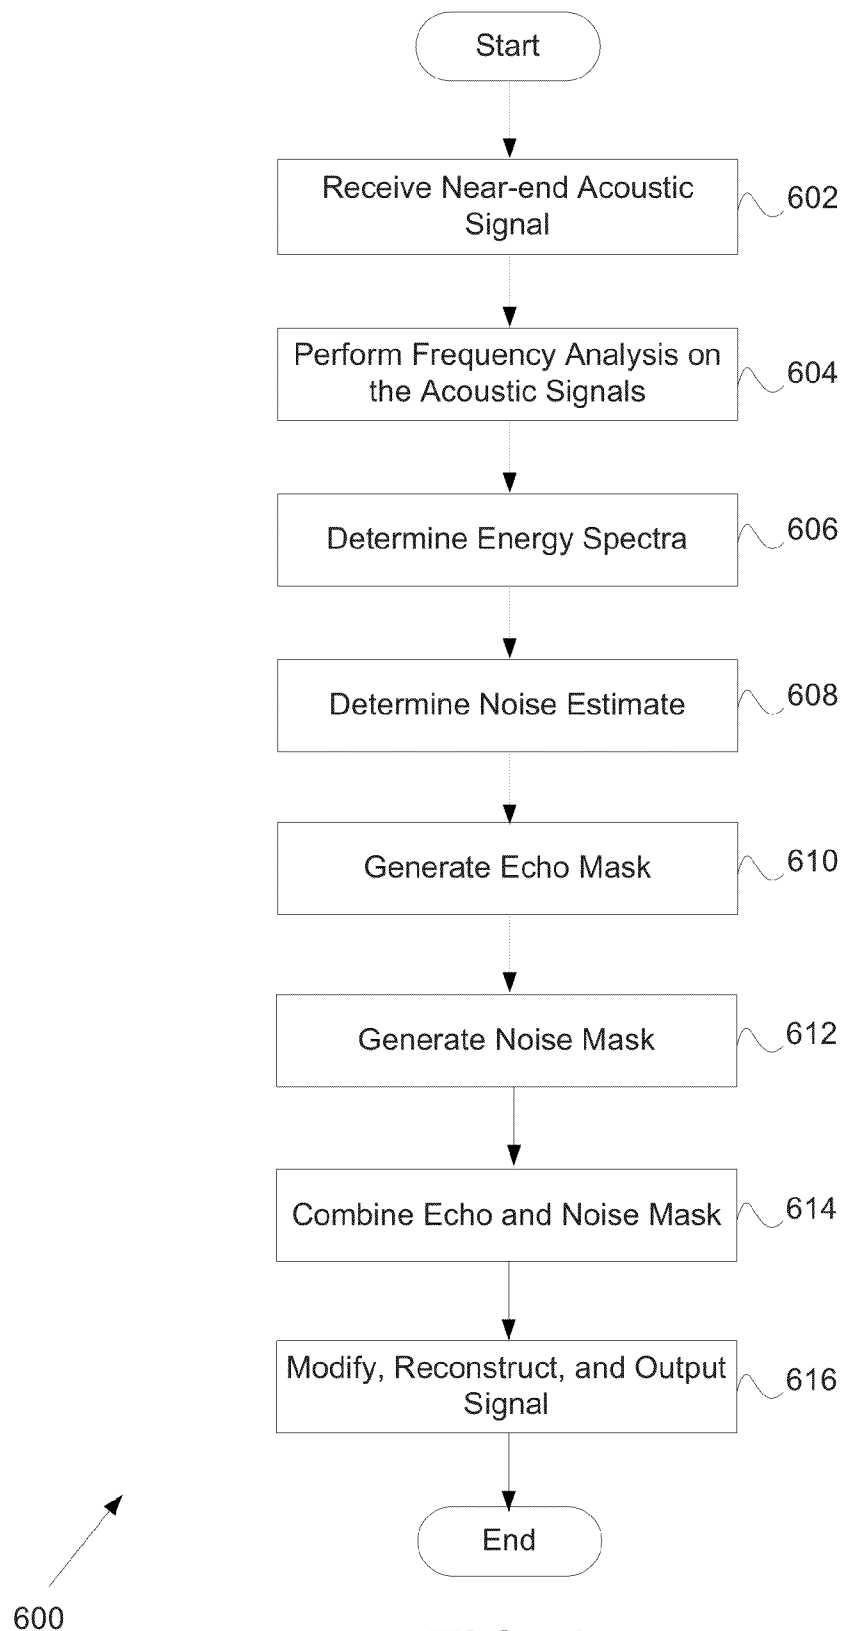 Start
Receive Near-end Acoustic
Signal
602
Perform Frequency Analysis on
the Acoustic Signals
604
Determine Energy Spectra
606
Determine Noise Estimate
608
Generate Echo Mask
610
Generate Noise Mask
612
Combine Echo and Noise Mask
614
Modify, Reconstruct, and Output
Signal
616
End
600